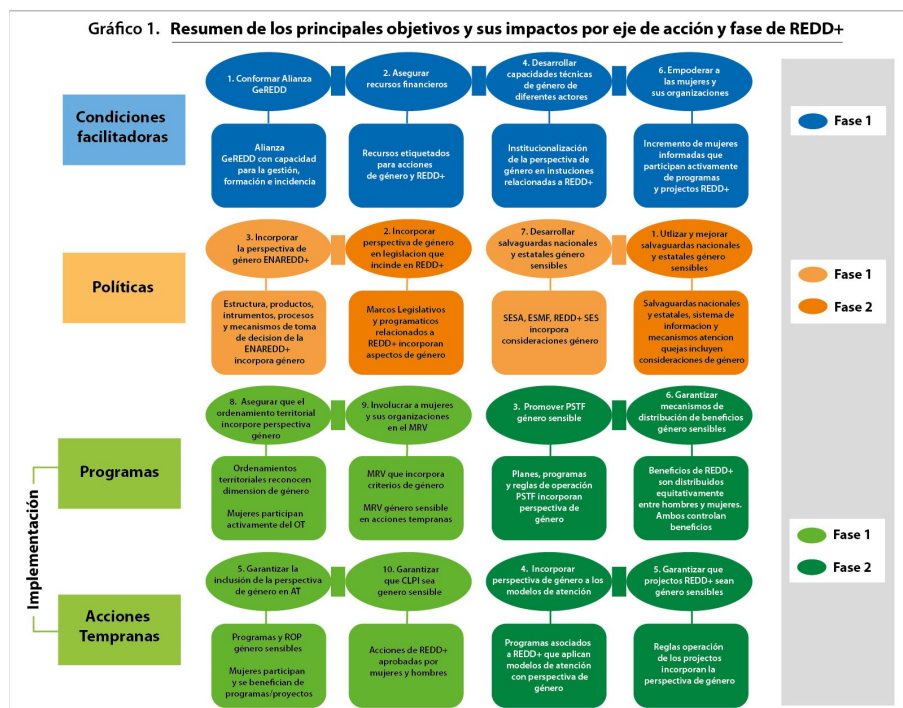 Gráfico 1. Resumen de los principales objetivos y sus impactos por eje de acción y fase de REDD+
Condiciones
facilitadoras
1. Conformar Alianza
GeREDD
2. Asegurar
recursos financieros
4. Desarrollar
capacidades técnicas
de género de
diferentes actores
6. Empoderar a
las mujeres y
sus organizaciones
Alianza
GeREDD con capacidad
para la gestión,
formación e incidencia
Recursos etiquetados
para acciones
de género y REDD+
Institucionalización
de la perspectiva de
género en instuciones
relacionadas a REDD+
Incremento de mujeres
informadas que
participan activamente
de programas
y projectos REDD+
Fase 1
Políticas
3. Incorporar
la perspectiva de
género ENAREDD+
2. Incorporar
perspectiva de género
en legislacion que
incinde en REDD+
7. Desarrollar
salvaguardas nacionales
y estatales género
sensibles
1. Utlizar y mejorar
salvaguardas nacionales
y estatales género
sensibles
Estructura, productos,
intrumentos, procesos
y mecanismos de toma
de decision de la
ENAREDD+
incorpora género
Marcos Legislativos
y programaticos
relacionados a
REDD+ incorporan
aspectos de género
SESA, ESMF, REDD+ SES
incorpora
consideraciones género
Salvaguardas nacionales
y estatales, sistema de
informacion y
mecanismos atencion
quejas incluyen
consideraciones de género
Fase 1
Fase 2
Implementación
Programas
8. Asegurar que el
ordenamiento territorial
incorpore perspectiva
género
9. Involucrar a mujeres
y sus organizaciones
en el MRV
3. Promover PSTF
género sensible
6. Garantizar
mecanismos de
distribución de beneficios
género sensibles
Ordenamientos
territoriales reconocen
dimension de género
Mujeres participan
activamente del OT
MRV que incorpora
criterios de género
MRV género sensible
en acciones tempranas
Planes, programas
y reglas de operación
PSTF incorporan
perspectiva de
género
Beneficios de REDD+
son distribuidos
equitativamente
entre hombres y mujeres.
Ambos controlan
beneficios
Fase 1
Fase 2
Acciones
Tempranas
5. Garantizar la
inclusión de la perspectiva
de género en AT
10. Garantizar
que CLPI sea
genero sensible
4. Incorporar
perspectiva de género a los
modelos de atención
5. Garantizar que
projectos REDD+ sean
género sensibles
Programas y ROP
género sensibles
Mujeres participan
y se benefician de
programas/proyectos
Acciones de REDD+
aprobadas por
mujeres y hombres
Programas asociados
a REDD+ que aplican
modelos de atención
con perspectiva de
género
Reglas operación
de los projectos
incorporan la
perspectiva de género